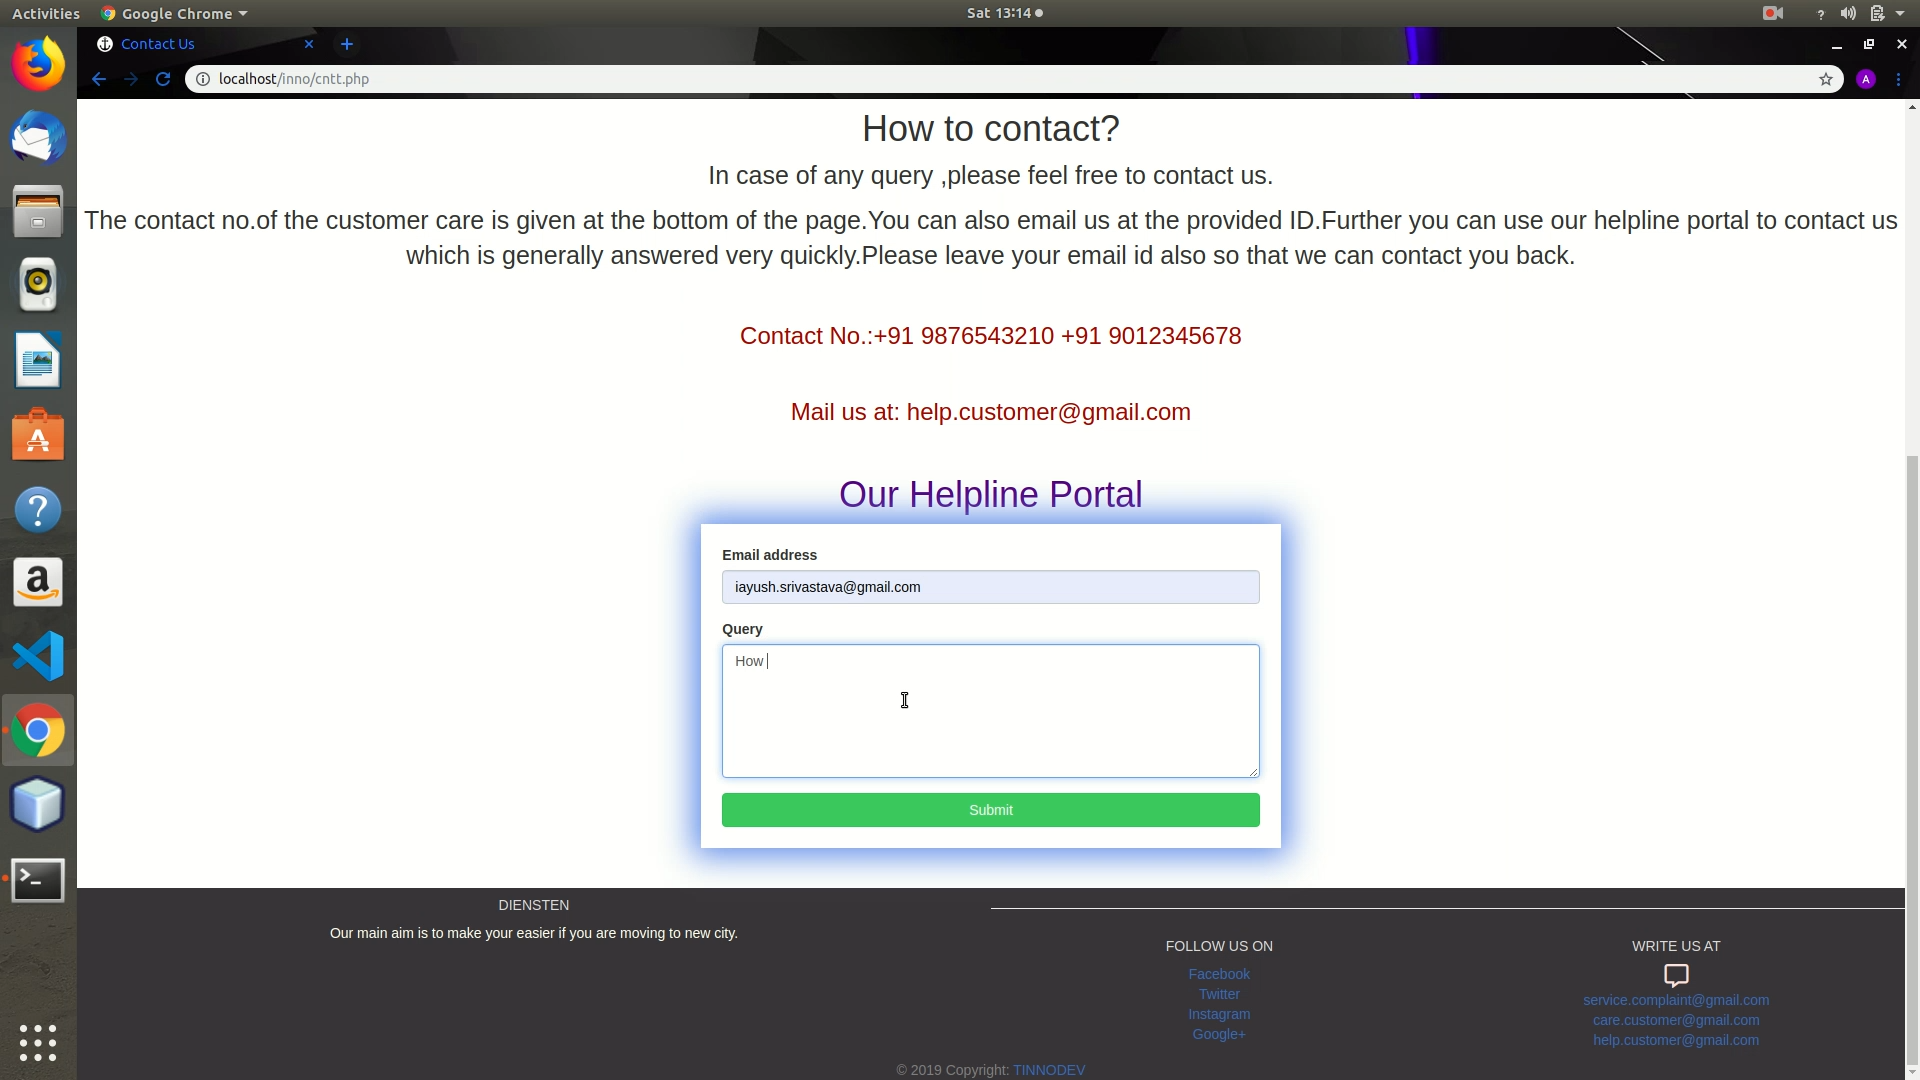 Activities
Google Chrome
Sat 13:14
Contact Us
localhost/inno/cntt.php
A
How to contact?
In case of any query ,please feel free to contact us.
The contact no.of the customer care is given at the bottom of the page.You can also email us at the provided ID.Further you can use our helpline portal to contact us
which is generally answered very quickly.Please leave your email id also so that we can contact you back.
Contact No.:+91 9876543210 +91 9012345678
Mail us at: help.customer@gmail.com
Our Helpline Portal
Email address
iayush.srivastava@gmail.com
Query
How
Submit
DIENSTEN
Our main aim is to make your easier if you are moving to new city.
FOLLOW US ON
Facebook
Twitter
Instagram
Google+
WRITE US AT
service.complaint@gmail.com
care.customer@gmail.com
help.customer@gmail.com
© 2019 Copyright: TINNODEV